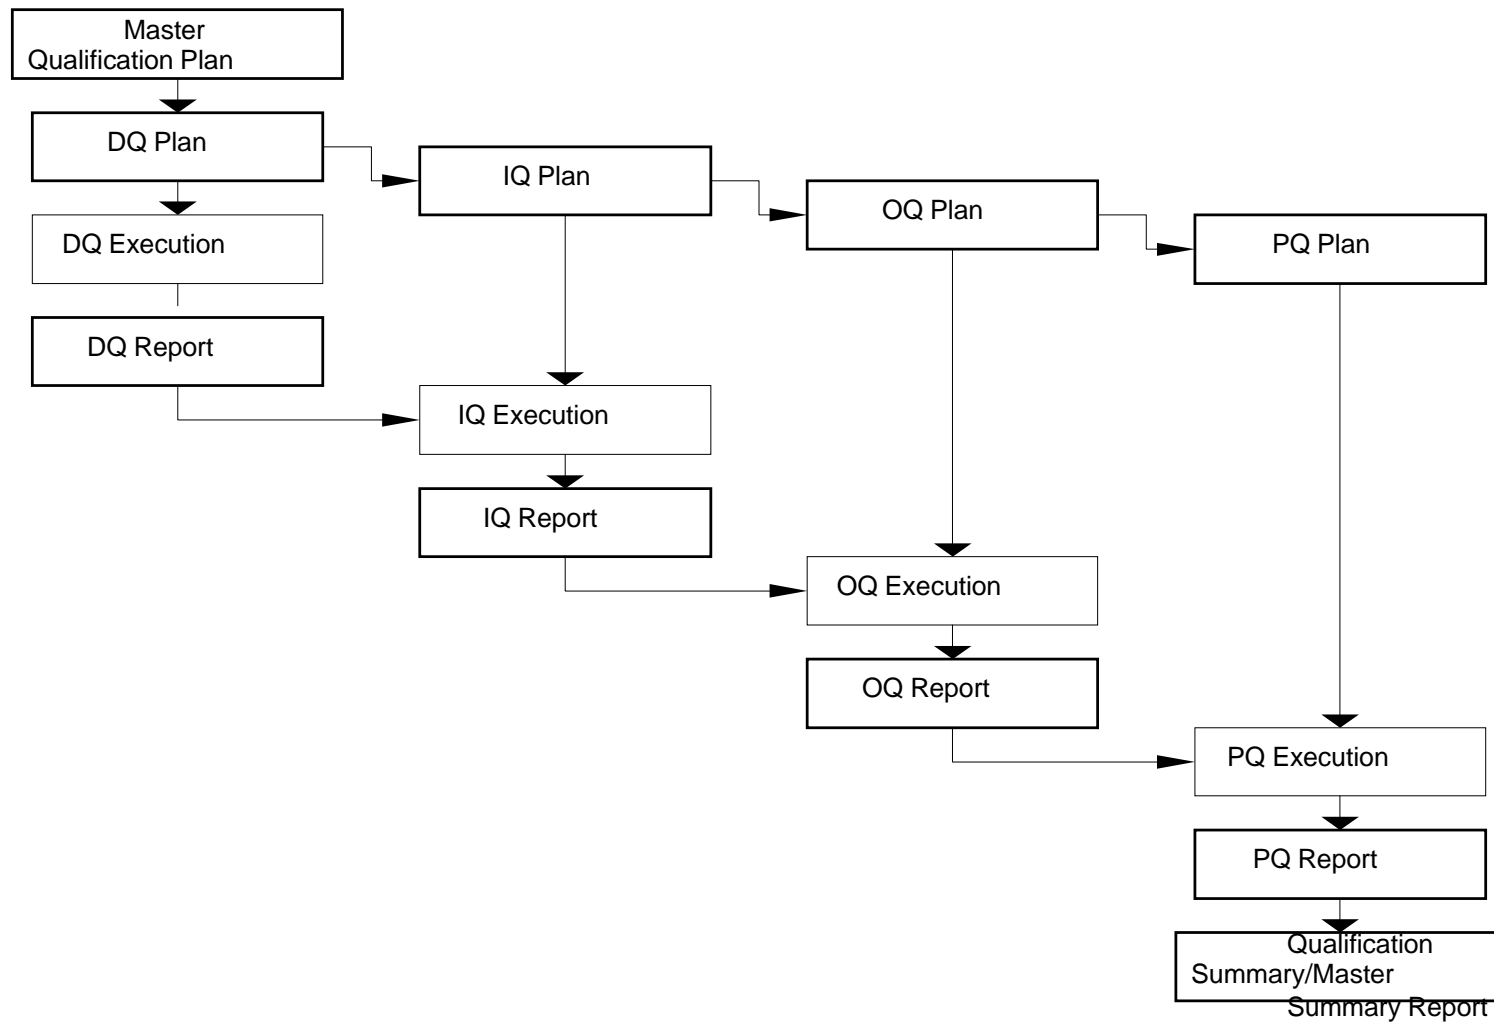 Master
Qualification Plan
DQ Plan
IQ Plan
OQ Plan
PQ Plan
DQ Execution
DQ Report
IQ Execution
IQ Report
OQ Execution
OQ Report
PQ Execution
PQ Report
Qualification
Summary/Master
Summary Report